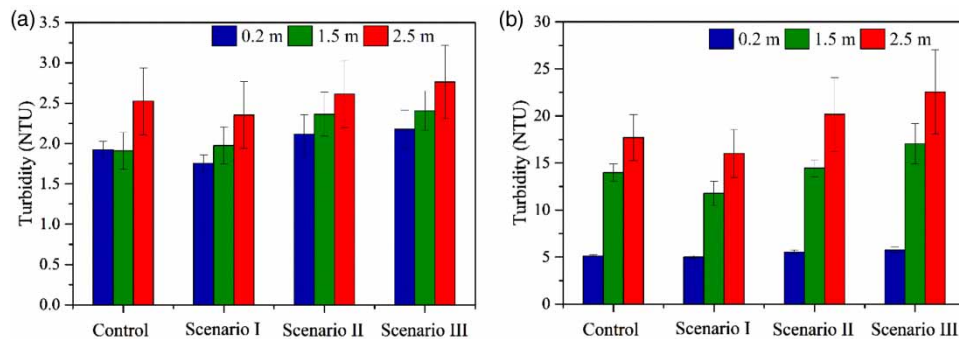 (a)
3.5
3.0
2.5
2.0
1.5
1.0
0.5
0.0
Turbidity (NTU)
0.2 m 1.5 m 2.5 m
Control Scenario I Scenario II Scenario III
(b)
30
25
20
15
10
5
0
Turbidity (NTU)
0.2 m 1.5 m 2.5 m
Control Scenario I Scenario II Scenario III